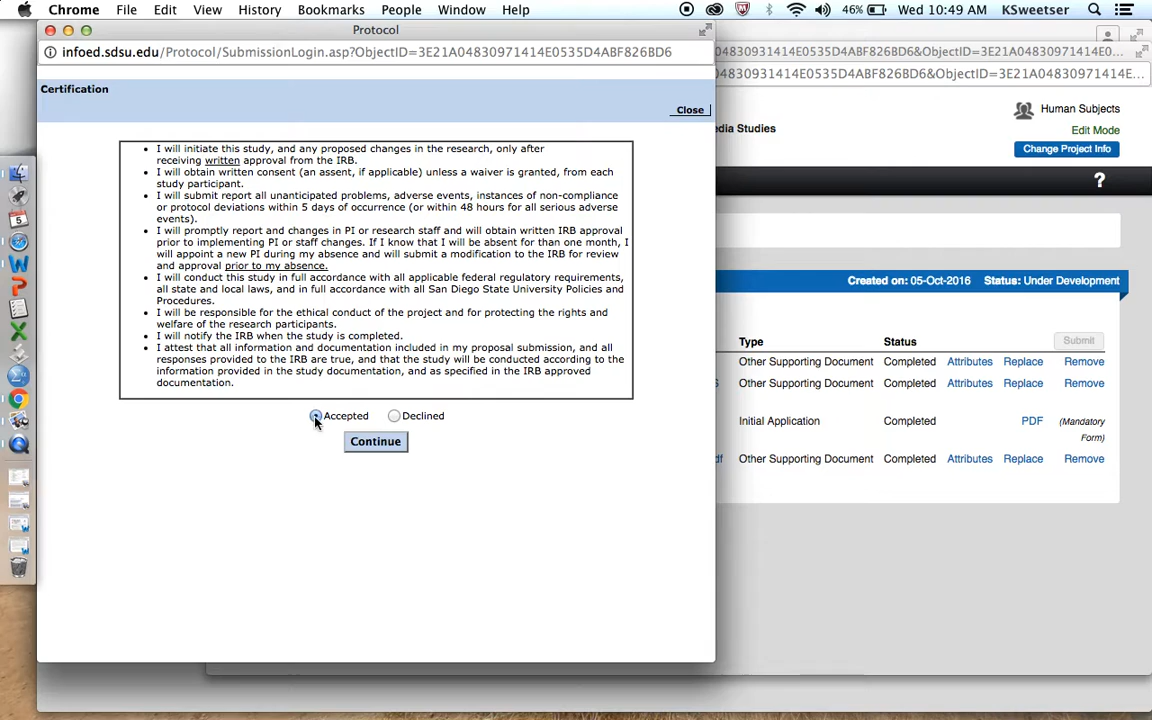 Chrome File Edit View History Bookmarks People Window Help 46% Wed 10:49 AM KSweetser
Protocol
infoed.sdsu.edu/Protocol/SubmissionLogin.asp?ObjectID=3E21A04830971414E0535D4ABF826BD6
Certification
Close
I will initiate this study, and any proposed changes in the research, only after
receiving written approval from the IRB.
I will obtain written consent (an assent, if applicable) unless a waiver is granted, from each
study participant.
I will submit report all unanticipated problems, adverse events, instances of non-compliance
or protocol deviations within 5 days of occurrence (or within 48 hours for all serious adverse
events).
I will promptly report and changes in PI or research staff and will obtain written IRB approval
prior to implementing PI or staff changes. If I know that I will be absent for than one month, I
will appoint a new PI during my absence and will submit a modification to the IRB for review
and approval prior to my absence.
I will conduct this study in full accordance with all applicable federal regulatory requirements,
all state and local laws, and in full accordance with all San Diego State University Policies and
Procedures.
I will be responsible for the ethical conduct of the project and for protecting the rights and
welfare of the research participants.
I will notify the IRB when the study is completed.
I attest that all information and documentation included in my proposal submission, and all
responses provided to the IRB are true, and that the study will be conducted according to the
information provided in the study documentation, and as specified in the IRB approved
documentation.
Accepted Declined
Continue
04830931414E0535D4ABF826BD6&ObjectID=3E21A04830971414E0...
04830931414E0535D4ABF826BD6&ObjectID=3E21A04830971414E...
Human Subjects
edia Studies
Edit Mode
Change Project Info
?
Created on: 05-Oct-2016 Status: Under Development
Type Status Submit
Other Supporting Document Completed Attributes Replace Remove
Other Supporting Document Completed Attributes Replace Remove
Initial Application Completed PDF (Mandatory
Form)
df Other Supporting Document Completed Attributes Replace Remove
5